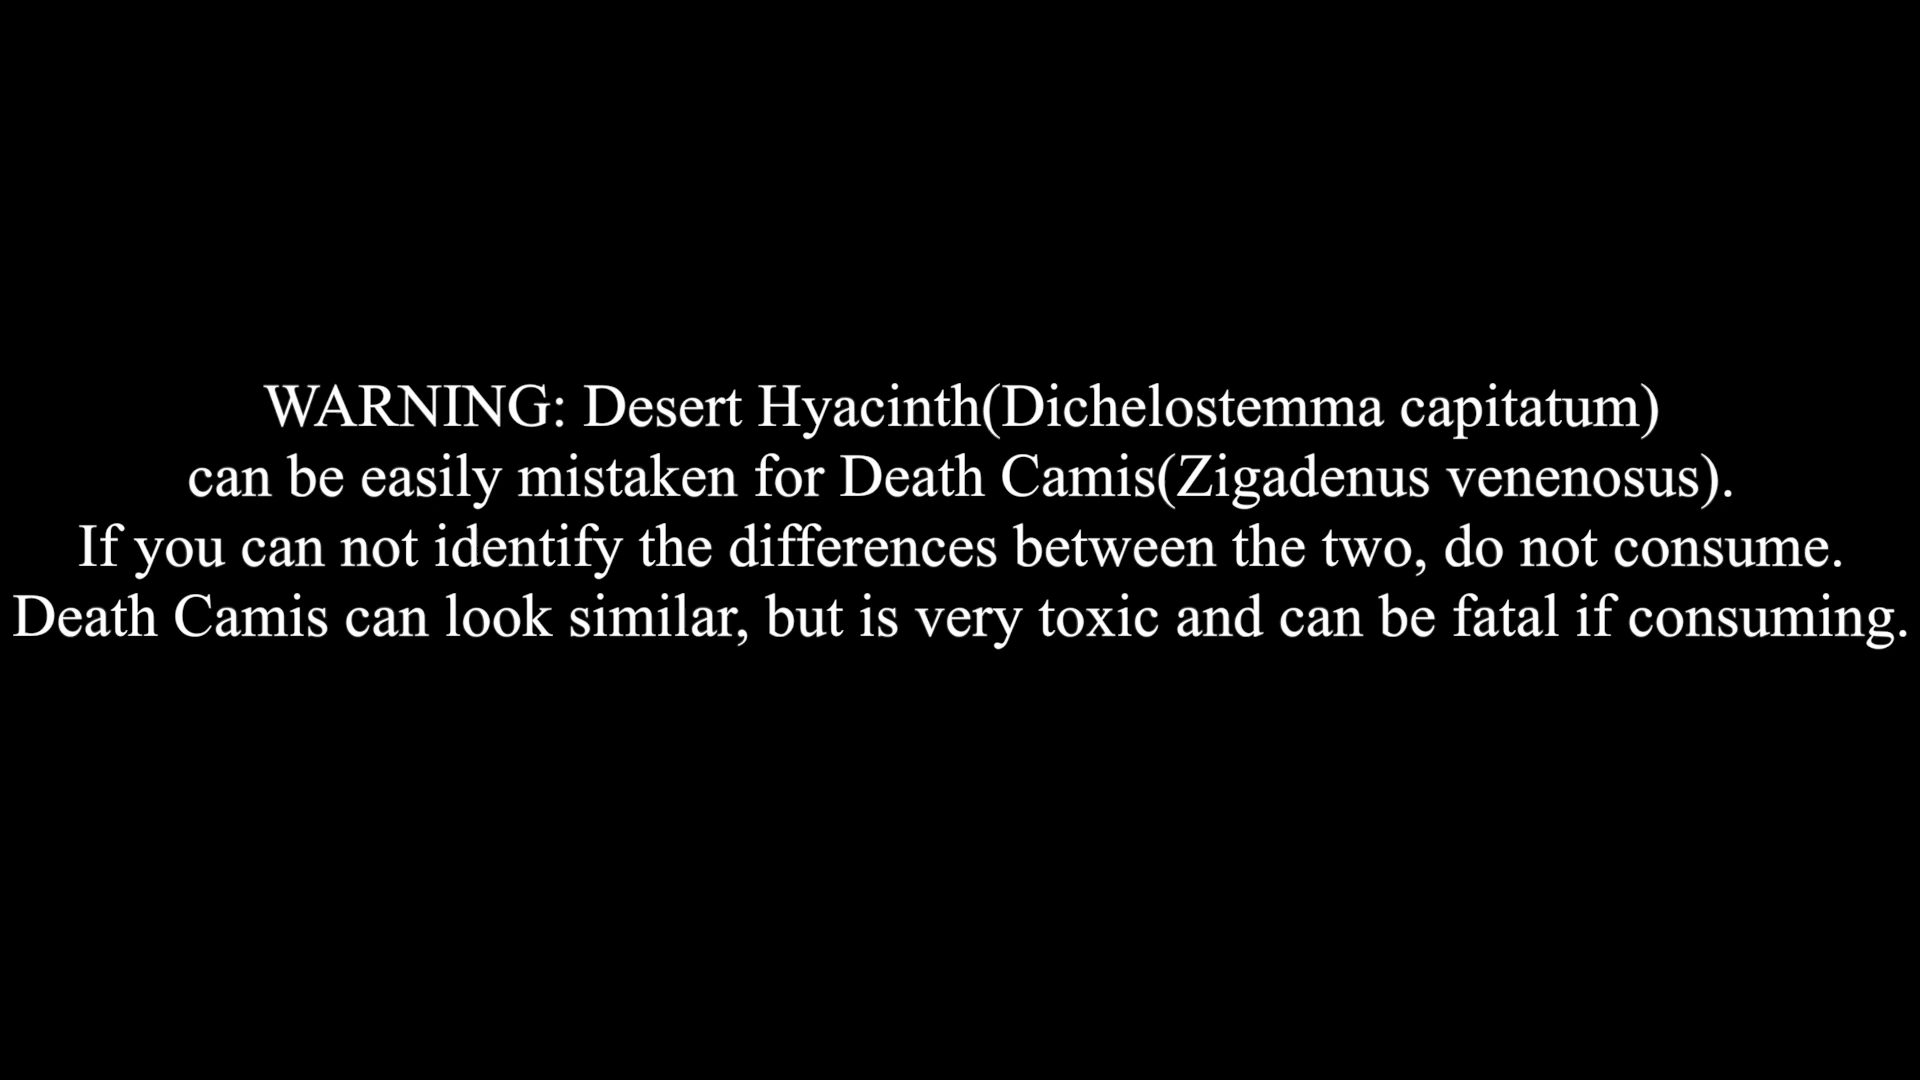 WARNING: Desert Hyacinth(Dichelostemma capitatum)
can be easily mistaken for Death Camis(Zigadenus venenosus).
If you can not identify the differences between the two, do not consume.
Death Camis can look similar, but is very toxic and can be fatal if consuming.